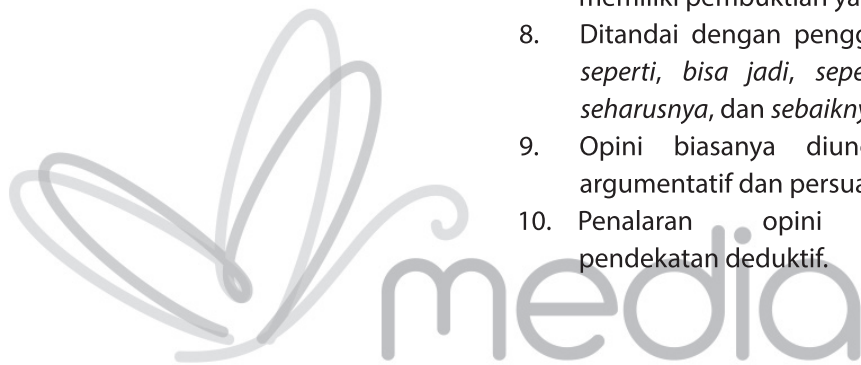 memiliki pembuktian ya
8. Ditandai dengan pengg
seperti, bisa jadi, sepe
seharusnya, dan sebaikny
9. Opini biasanya diung
argumentatif dan persua
10. Penalaran opini
pendekatan deduktif.
media